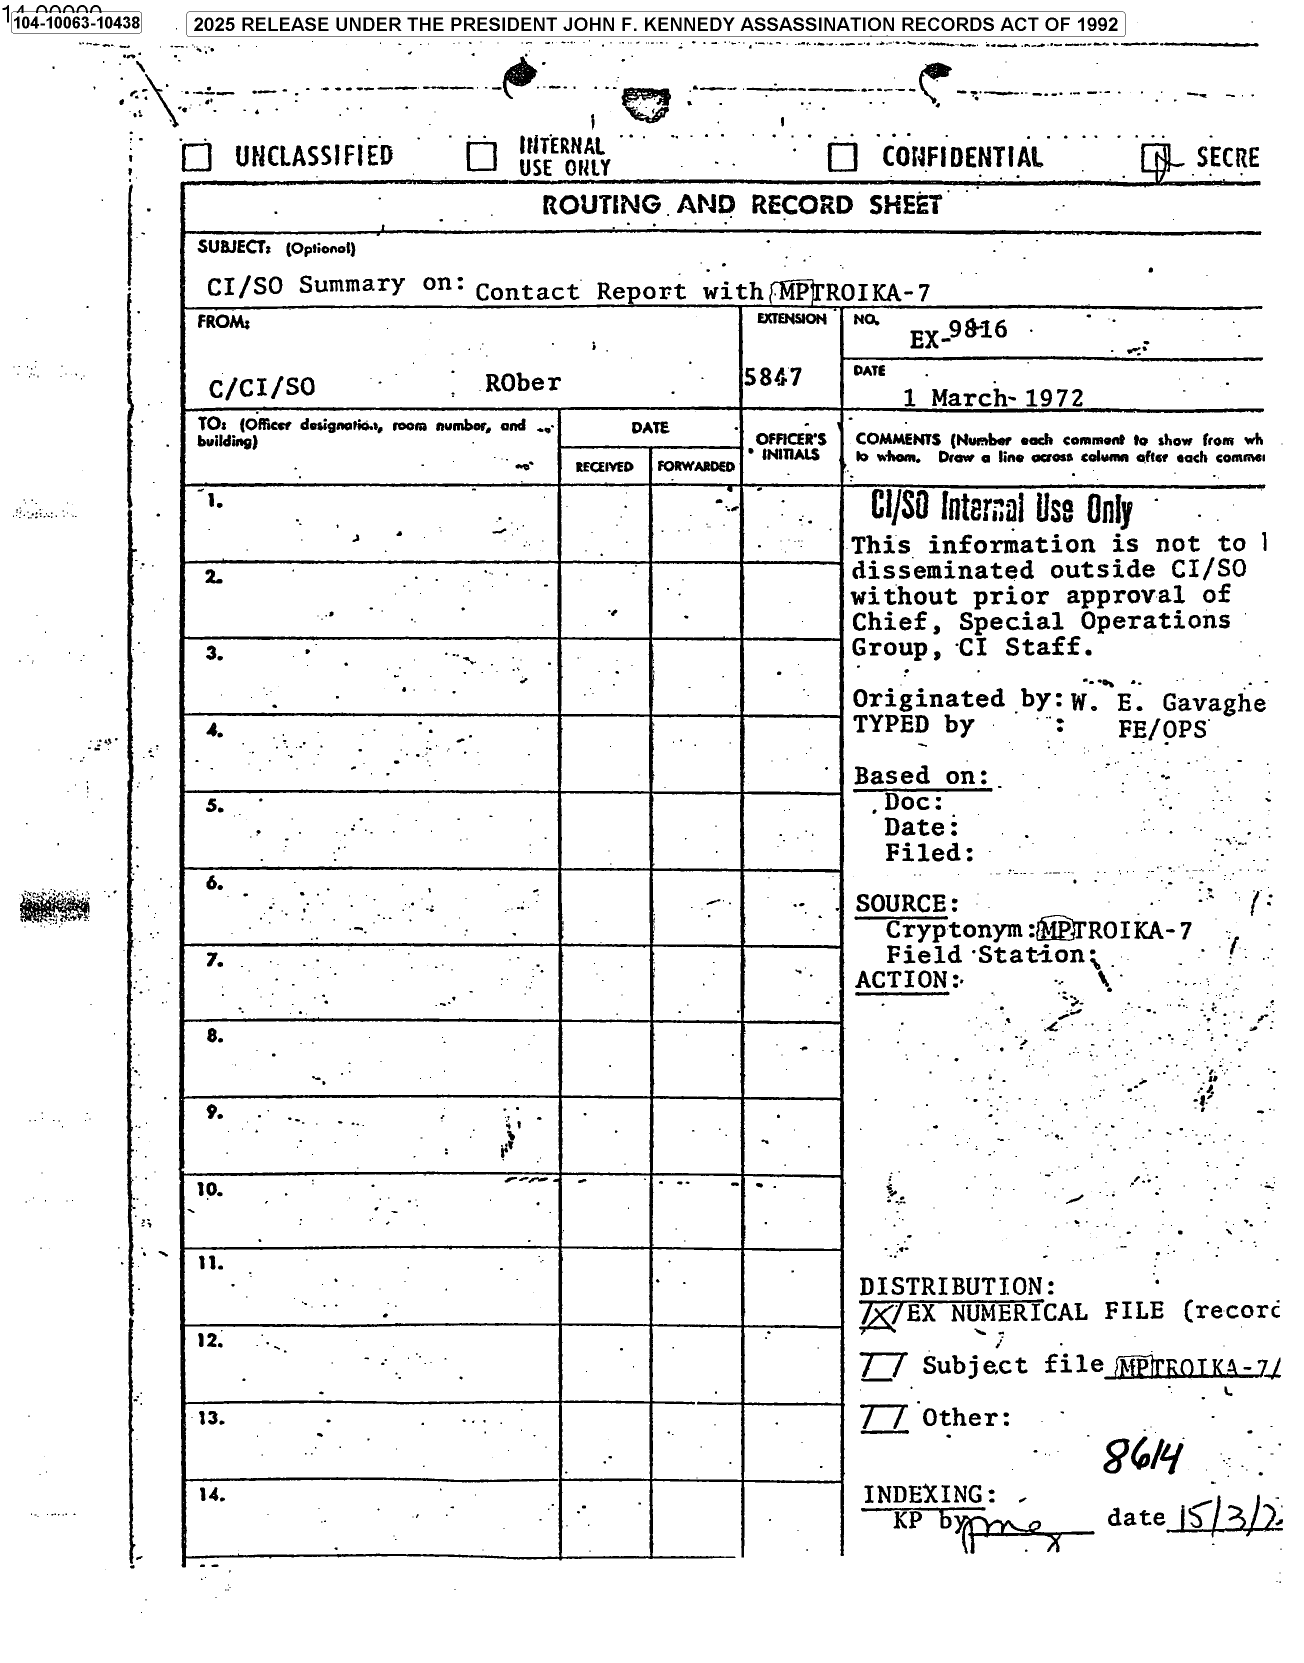 104-10063-10438
2025 RELEASE UNDER THE PRESIDENT JOHN F. KENNEDY ASSASSINATION RECORDS ACT OF 1992
UNCLASSIFIED
INTERNAL
USE ONLY
CONFIDENTIAL
SECRE
ROUTING AND RECORD SHEET
SUBJECT: (Optional)
CI/SO Summary on: Contact Report with MPTROIKA-7
FROM:
EXTENSION
NO.
EX-9816
C/CI/SO ROber
5847
DATE
1 March 1972
TO: (Officer designation, room number, and
building)
DATE
RECEIVED
FORWARDED
OFFICER'S
INITIALS
COMMENTS (Number each comment to show from wh
to whom. Draw a line across column after each comme
1.
2.
3.
4.
5.
6.
7.
8.
9.
10.
11.
12.
13.
14.
CI/SO Internal Use Only
This information is not to
disseminated outside CI/SO
without prior approval of
Chief, Special Operations
Group, CI Staff.
Originated by: W. E. Gavaghe
TYPED by : FE/OPS
Based on:
Doc:
Date:
Filed:
SOURCE:
Cryptonym: MPTROIKA-7
Field Station:
ACTION:
DISTRIBUTION:
/X/ EX NUMERICAL FILE (record
/ / Subject file MPTROIKA-7/
/ / Other:
8614
INDEXING:
KP by date 15/3/7